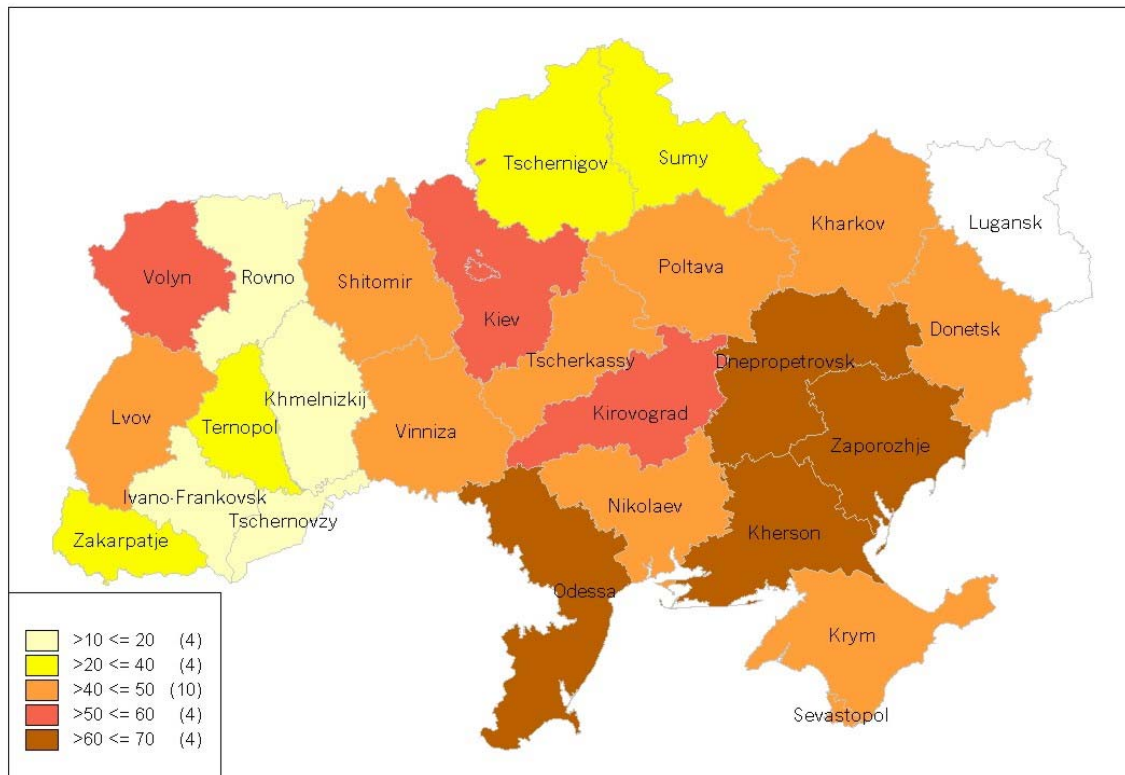 Tschernigov
Sumy
Kharkov
Lugansk
Volyn
Rovno
Shitomir
Poltava
Kiev
Donetsk
Tscherkassy
Dnepropetrovsk
Khmelnizkij
Kirovograd
Lvov
Ternopol
Vinniza
Zaporozhje
Ivano-Frankovsk
Nikolaev
Tschernovzy
Kherson
Zakarpatje
Odessa
Krym
Sevastopol
>10 <= 20 (4)
>20 <= 40 (4)
>40 <= 50 (10)
>50 <= 60 (4)
>60 <= 70 (4)